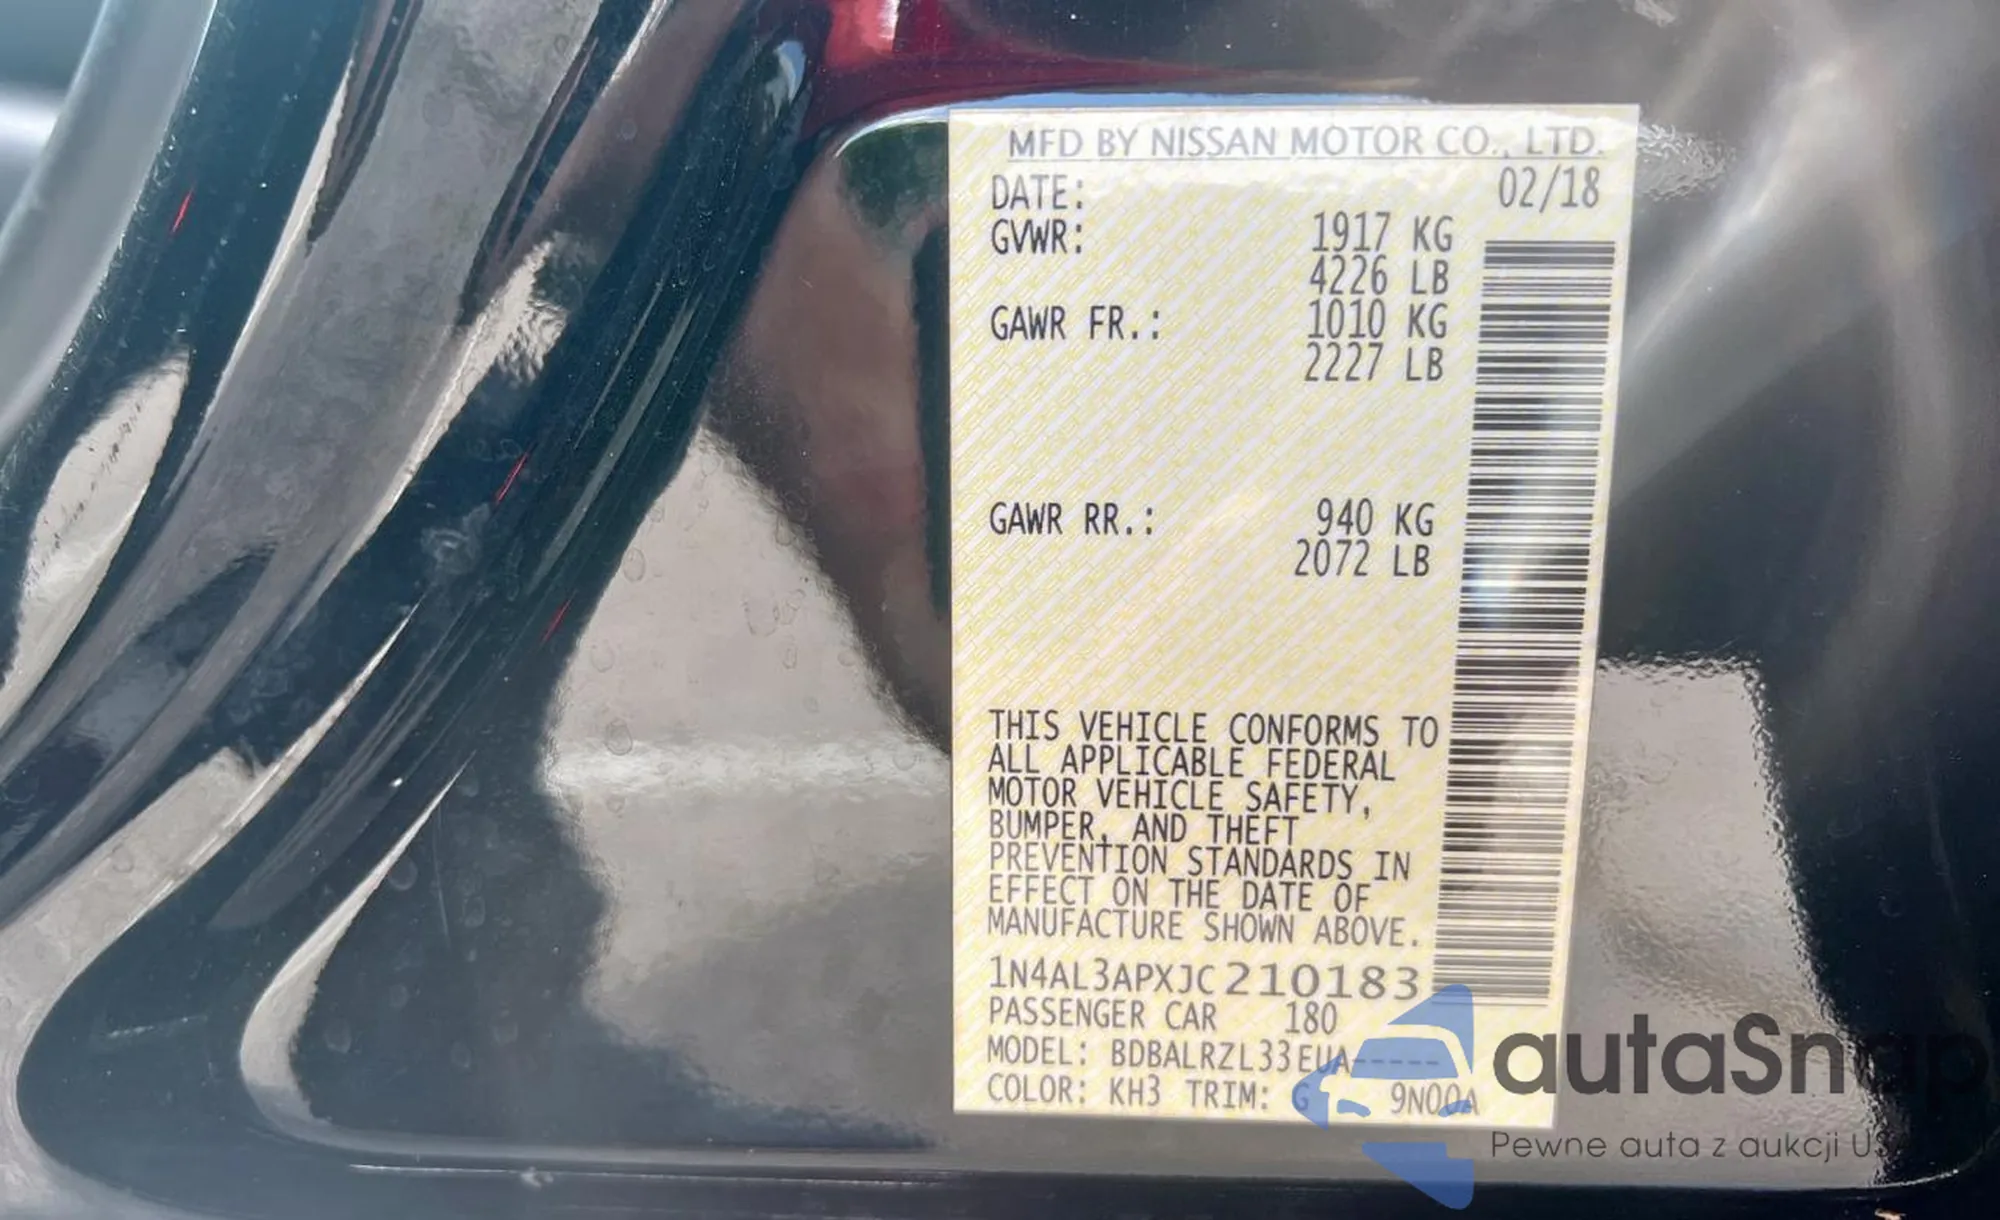 MFD BY NISSAN MOTOR CO., LTD.
DATE: 02/18
GVWR: 1917 KG
4226 LB
GAWR FR.: 1010 KG
2227 LB
GAWR RR.: 940 KG
2072 LB
THIS VEHICLE CONFORMS TO
ALL APPLICABLE FEDERAL
MOTOR VEHICLE SAFETY,
BUMPER, AND THEFT
PREVENTION STANDARDS IN
EFFECT ON THE DATE OF
MANUFACTURE SHOWN ABOVE.
1N4AL3APXJC210183
PASSENGER CAR 180
MODEL: BDBALRZL33EUA-----
COLOR: KH3 TRIM: G 9N00A
autaSnap
Pewne auta z aukcji US